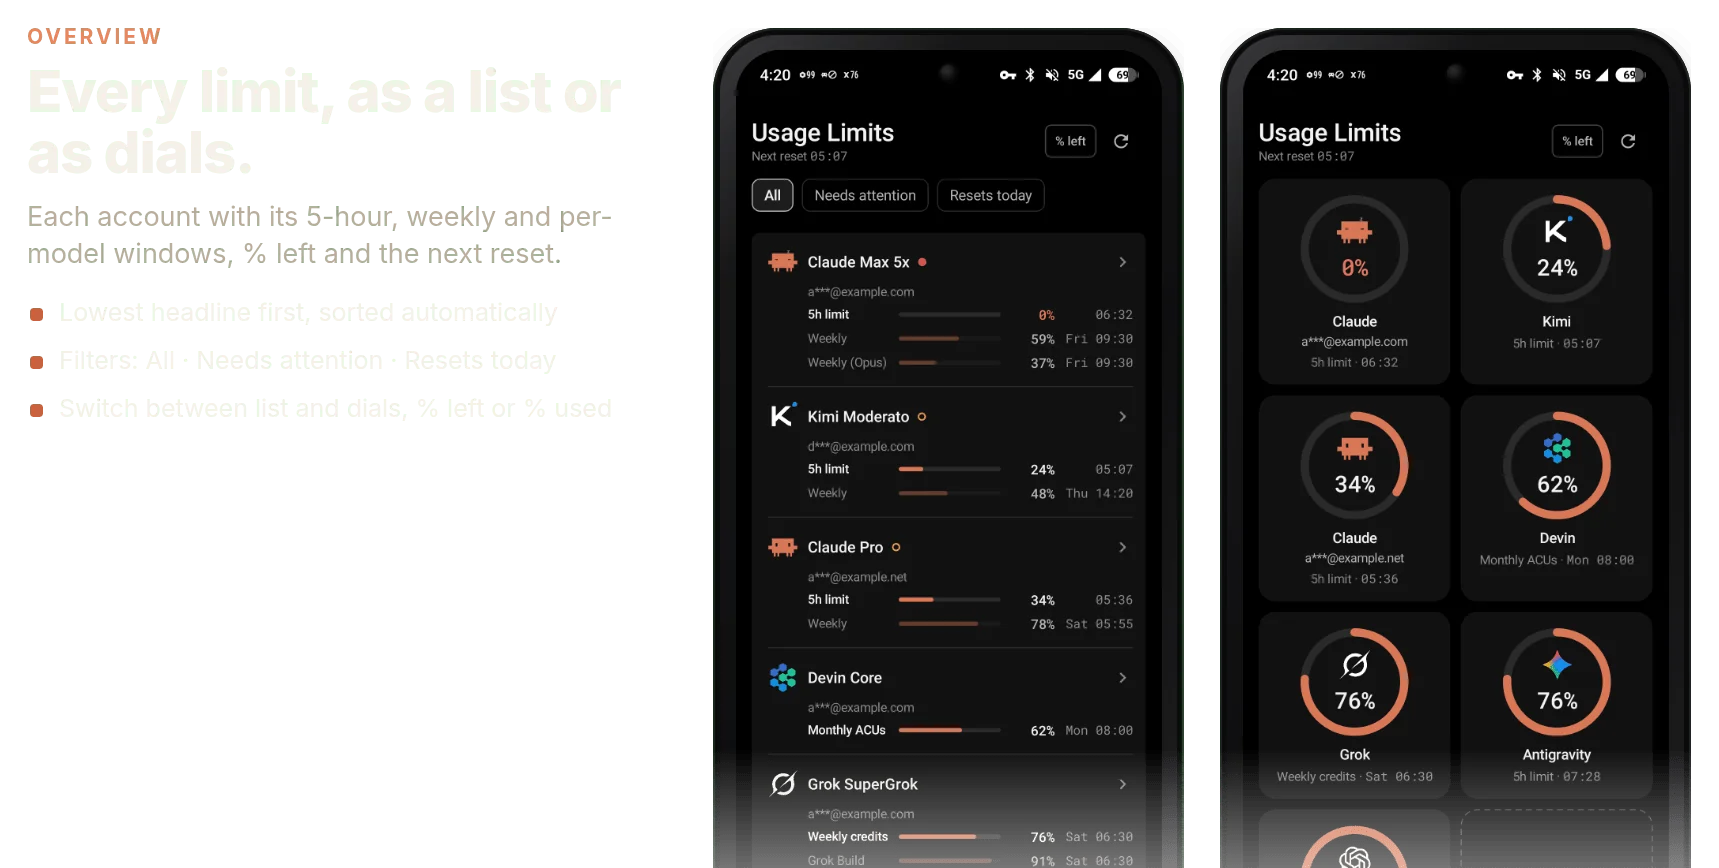 OVERVIEW
Every limit, as a list or
as dials.
Each account with its 5-hour, weekly and per-
model windows, % left and the next reset.
Lowest headline first, sorted automatically
Filters: All · Needs attention · Resets today
Switch between list and dials, % left or % used
4:20 99 76 5G 69
Usage Limits
% left
Next reset 05:07
All Needs attention Resets today
Claude Max 5x
a***@example.com
5h limit 0% 06:32
Weekly 59% Fri 09:30
Weekly (Opus) 37% Fri 09:30
Kimi Moderato
d***@example.com
5h limit 24% 05:07
Weekly 48% Thu 14:20
Claude Pro
a***@example.net
5h limit 34% 05:36
Weekly 78% Sat 05:55
Devin Core
a***@example.com
Monthly ACUs 62% Mon 08:00
Grok SuperGrok
a***@example.com
Weekly credits 76% Sat 06:30
Grok Build 91% Sat 06:30
4:20 99 76 5G 69
Usage Limits
% left
Next reset 05:07
0%
Claude
a***@example.com
5h limit · 06:32
24%
Kimi
5h limit · 05:07
34%
Claude
a***@example.net
5h limit · 05:36
62%
Devin
Monthly ACUs · Mon 08:00
76%
Grok
Weekly credits · Sat 06:30
76%
Antigravity
5h limit · 07:28